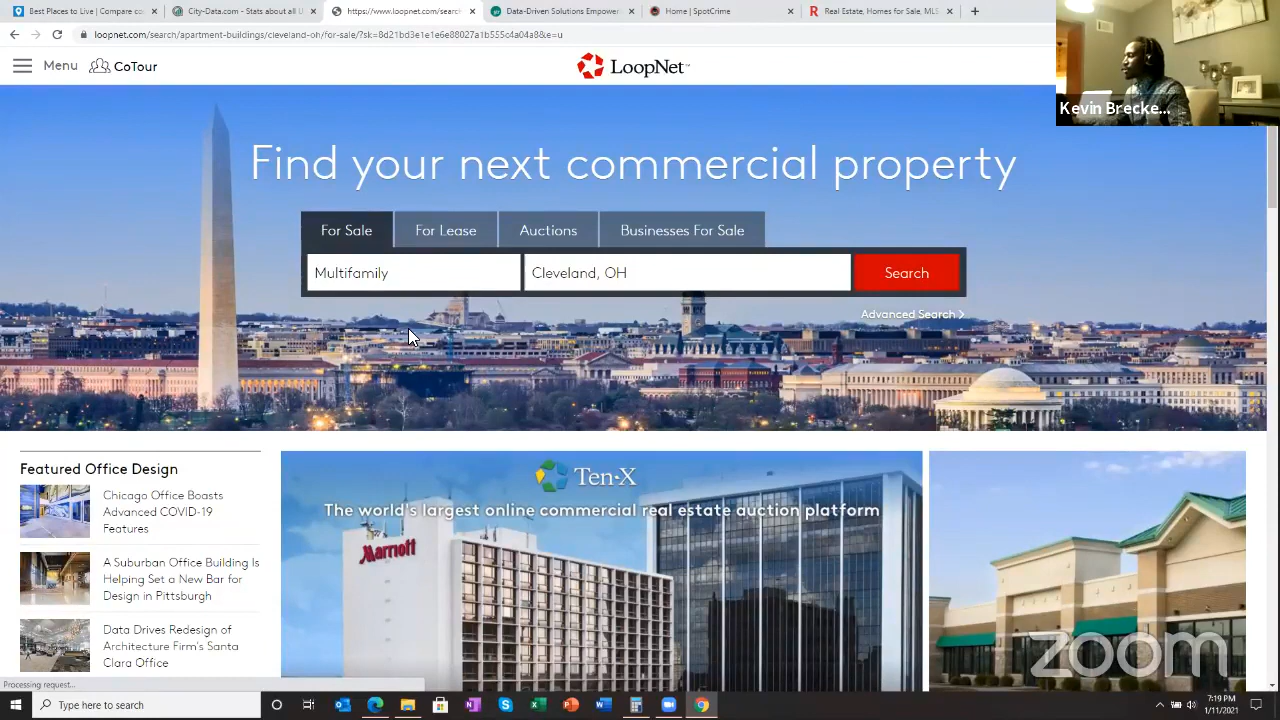 Best Places to Live | Compare co
City-Data.com - Stats about all U
https://www.loopnet.com/search
Data-Driven Solutions Empower
Home | SpotCrime
Real Estate, Homes for Sale, MLS
loopnet.com/search/apartment-buildings/cleveland-oh/for-sale/?sk=8d21bd3e1e1e6e88027a1b555c4a04a8&e=u
Menu
CoTour
LoopNet
Kevin Brecke...
Find your next commercial property
For Sale
For Lease
Auctions
Businesses For Sale
Multifamily
Cleveland, OH
Search
Advanced Search >
Featured Office Design
Chicago Office Boasts
Advanced COVID-19
Features
A Suburban Office Building Is
Helping Set a New Bar for
Design in Pittsburgh
Data Drives Redesign of
Architecture Firm's Santa
Clara Office
Ten-X
The world's largest online commercial real estate auction platform
Marriott
zoom
Processing request...
Type here to search
7:19 PM
1/11/2021